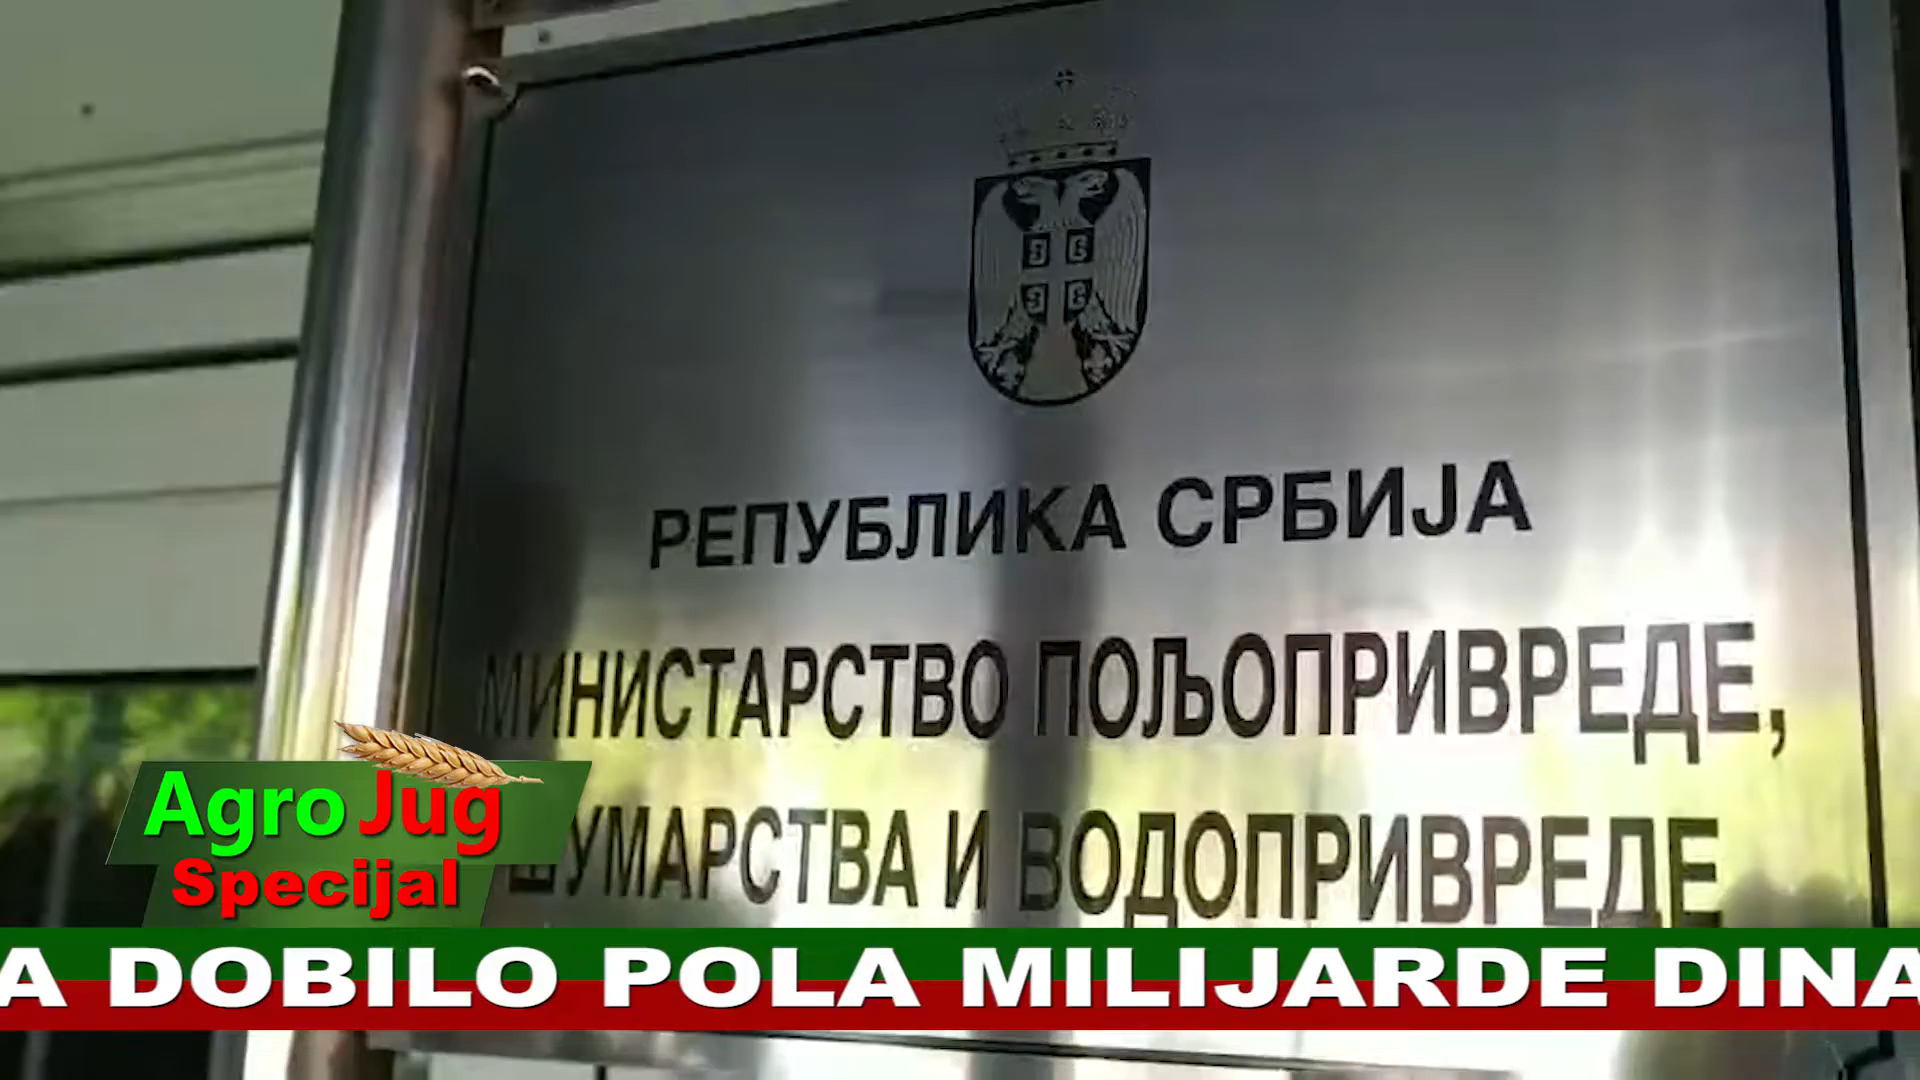 РЕПУБЛИКА СРБИЈА
МИНИСТАРСТВО ПОЉОПРИВРЕДЕ,
ШУМАРСТВА И ВОДОПРИВРЕДЕ
Agro Jug
Specijal
A DOBILO POLA MILIJARDE DINA